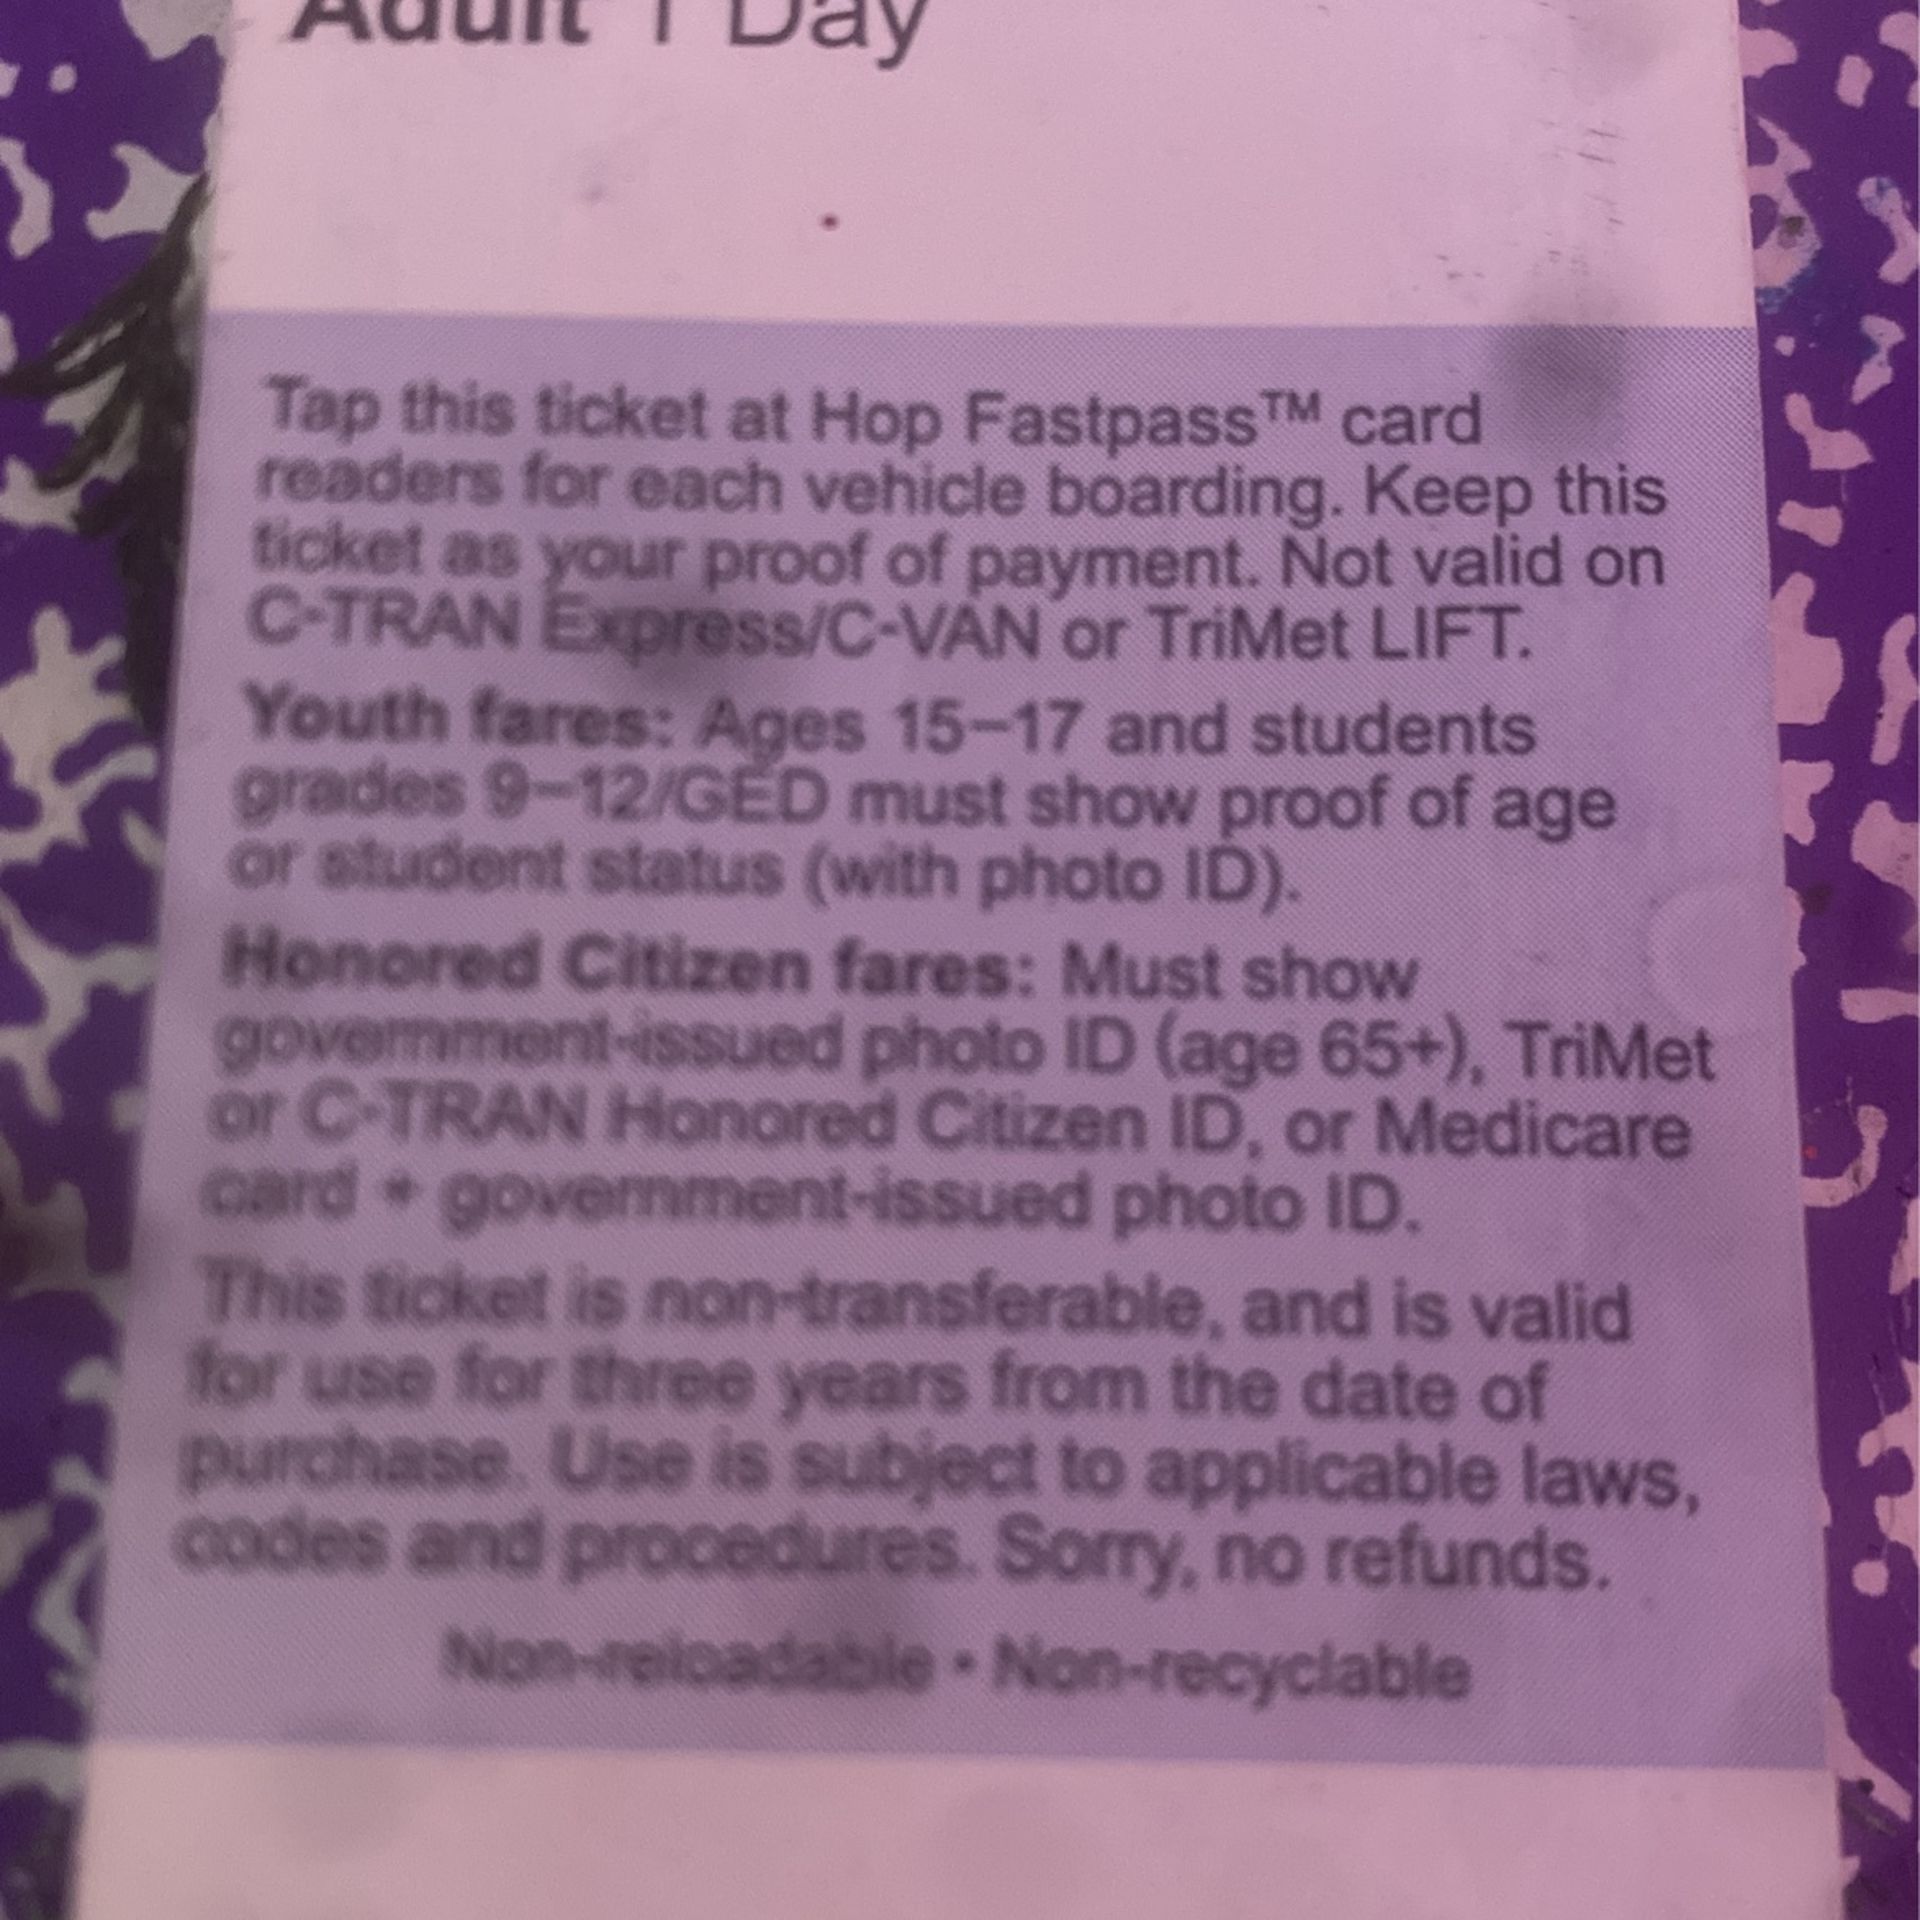 Adult 1 Day
Tap this ticket at Hop Fastpass™ card
readers for each vehicle boarding. Keep this
ticket as your proof of payment. Not valid on
C-TRAN Express/C-VAN or TriMet LIFT.
Youth fares: Ages 15–17 and students
grades 9–12/GED must show proof of age
or student status (with photo ID).
Honored Citizen fares: Must show
government-issued photo ID (age 65+), TriMet
or C-TRAN Honored Citizen ID, or Medicare
card + government-issued photo ID.
This ticket is non-transferable, and is valid
for use for three years from the date of
purchase. Use is subject to applicable laws,
codes and procedures. Sorry, no refunds.
Non-reloadable • Non-recyclable